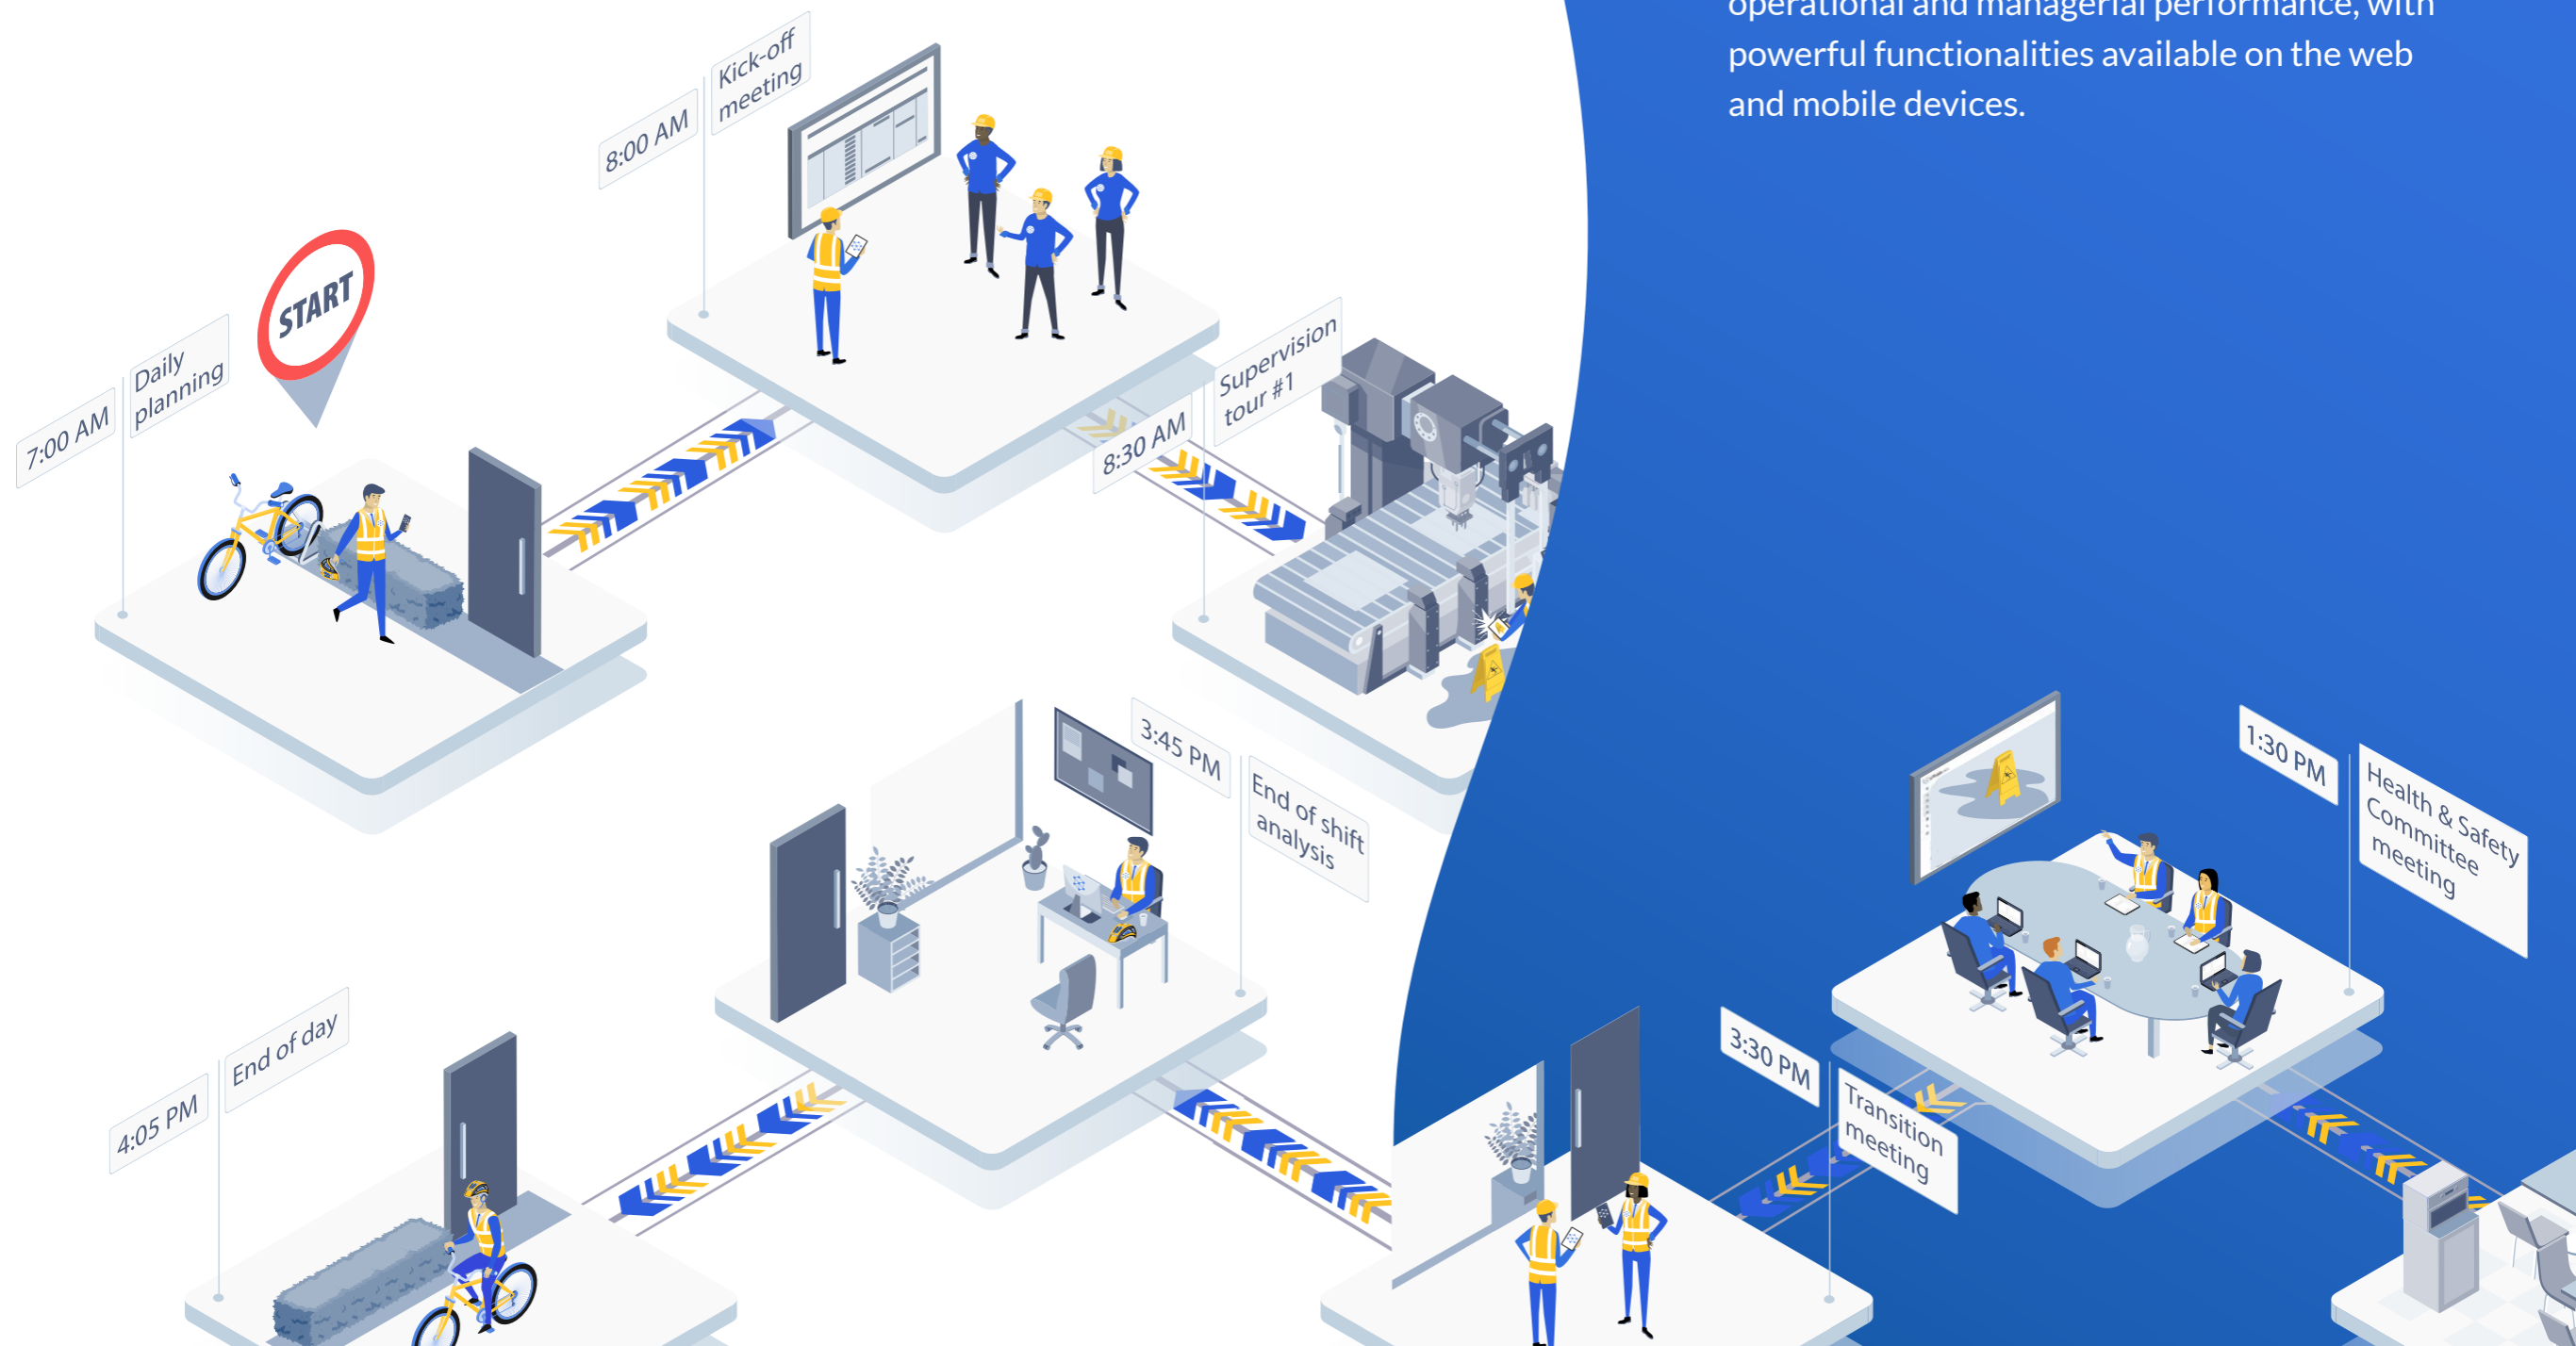 operational and managerial performance, with
powerful functionalities available on the web
and mobile devices.
START
7:00 AM
Daily
planning
8:00 AM
Kick-off
meeting
8:30 AM
Supervision
tour #1
1:30 PM
Health & Safety
Committee
meeting
3:30 PM
Transition
meeting
3:45 PM
End of shift
analysis
4:05 PM
End of day